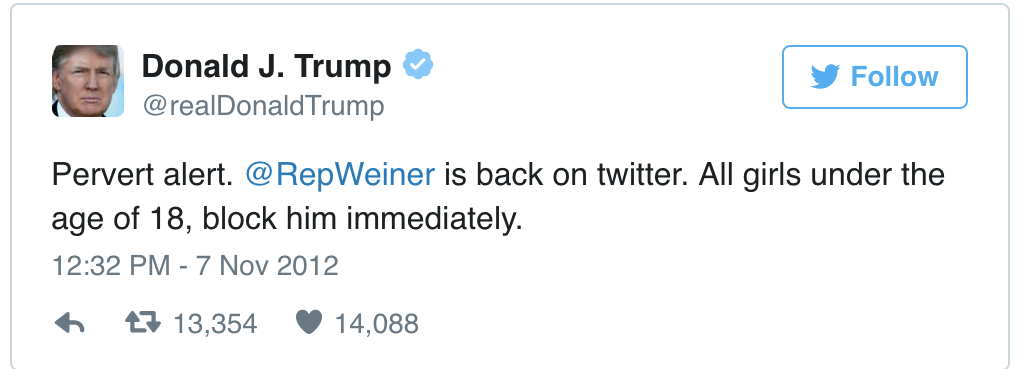 Donald J. Trump
@realDonaldTrump
Follow
Pervert alert. @RepWeiner is back on twitter. All girls under the
age of 18, block him immediately.
12:32 PM - 7 Nov 2012
13,354 14,088